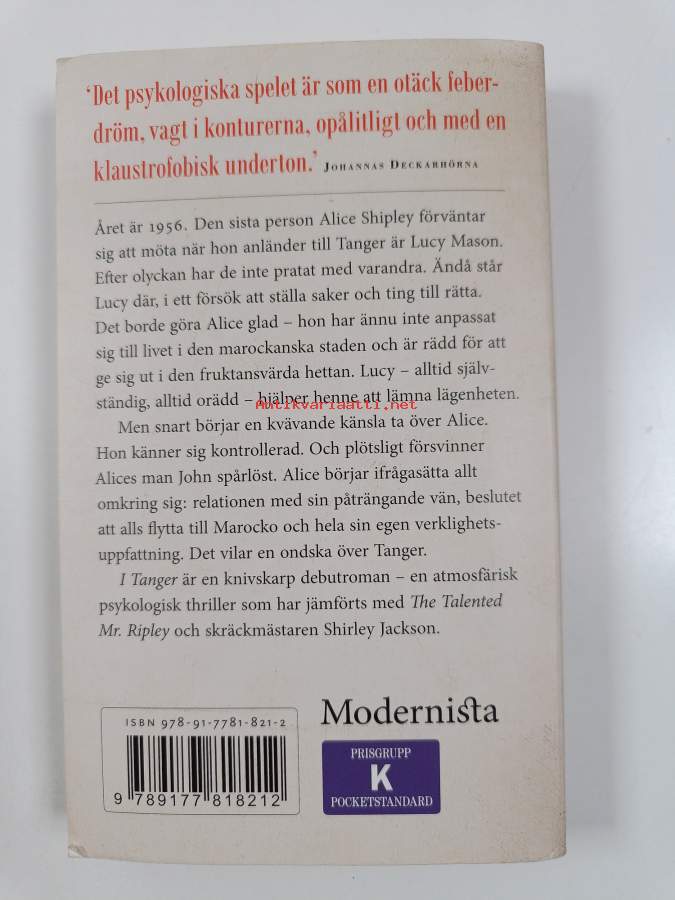 ‘Det psykologiska spelet är som en otäck feber-
dröm, vagt i konturerna, opålitligt och med en
klaustrofobisk underton.’ Johannas Deckarhörna
Året är 1956. Den sista person Alice Shipley förväntar
sig att möta när hon anländer till Tanger är Lucy Mason.
Efter olyckan har de inte pratat med varandra. Ändå står
Lucy där, i ett försök att ställa saker och ting till rätta.
Det borde göra Alice glad – hon har ännu inte anpassat
sig till livet i den marockanska staden och är rädd för att
ge sig ut i den fruktansvärda hettan. Lucy – alltid själv-
ständig, alltid orädd – hjälper henne att lämna lägenheten.
Antikvariaatti.net
Men snart börjar en kvävande känsla ta över Alice.
Hon känner sig kontrollerad. Och plötsligt försvinner
Alices man John spårlöst. Alice börjar ifrågasätta allt
omkring sig: relationen med sin påträngande vän, beslutet
att alls flytta till Marocko och hela sin egen verklighets-
uppfattning. Det vilar en ondska över Tanger.
I Tanger är en knivskarp debutroman – en atmosfärisk
psykologisk thriller som har jämförts med The Talented
Mr. Ripley och skräckmästaren Shirley Jackson.
ISBN 978-91-7781-821-2
9 789177 818212
Modernista
PRISGRUPP
K
POCKETSTANDARD